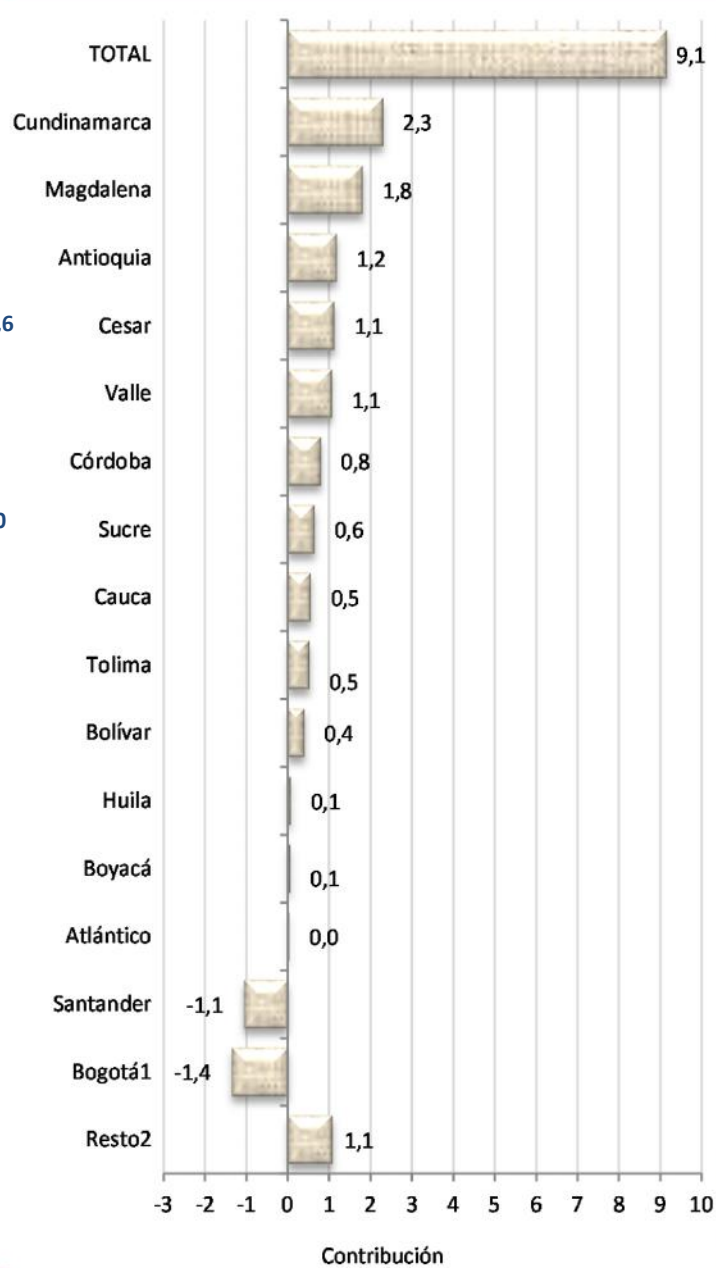 TOTAL 9,1
Cundinamarca 2,3
Magdalena 1,8
Antioquia 1,2
,6 Cesar 1,1
Valle 1,1
Córdoba 0,8
0 Sucre 0,6
Cauca 0,5
Tolima 0,5
Bolívar 0,4
Huila 0,1
Boyacá 0,1
Atlántico 0,0
Santander -1,1
Bogotá1 -1,4
Resto2 1,1
-3 -2 -1 0 1 2 3 4 5 6 7 8 9 10
Contribución